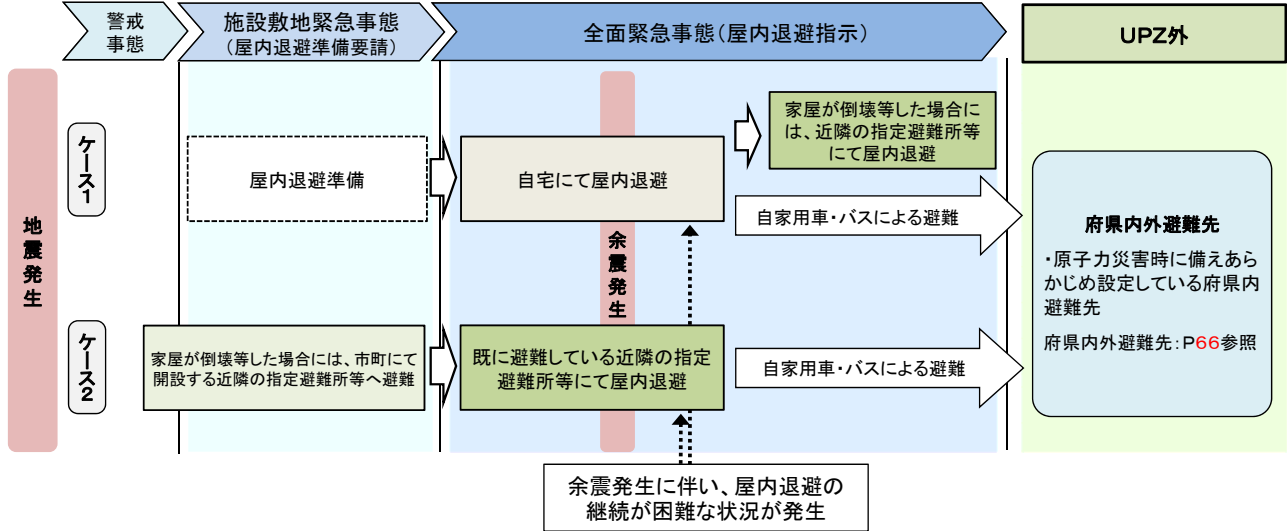 警戒
事態
施設敷地緊急事態
（屋内退避準備要請）
全面緊急事態（屋内退避指示）
UPZ外
地震発生
ケース1
屋内退避準備
自宅にて屋内退避
家屋が倒壊等した場合に
は、近隣の指定避難所等
にて屋内退避
自家用車・バスによる避難
余震発生
府県内外避難先
・原子力災害時に備えあら
かじめ設定している府県内
避難先
府県内外避難先：P66参照
ケース2
家屋が倒壊等した場合には、市町にて
開設する近隣の指定避難所等へ避難
既に避難している近隣の指定
避難所等にて屋内退避
自家用車・バスによる避難
余震発生に伴い、屋内退避の
継続が困難な状況が発生